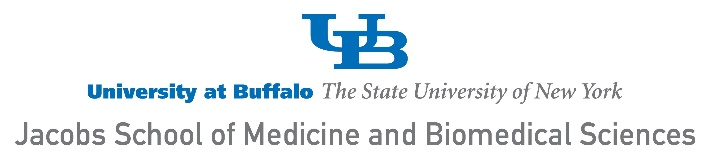 UB
University at Buffalo The State University of New York
Jacobs School of Medicine and Biomedical Sciences